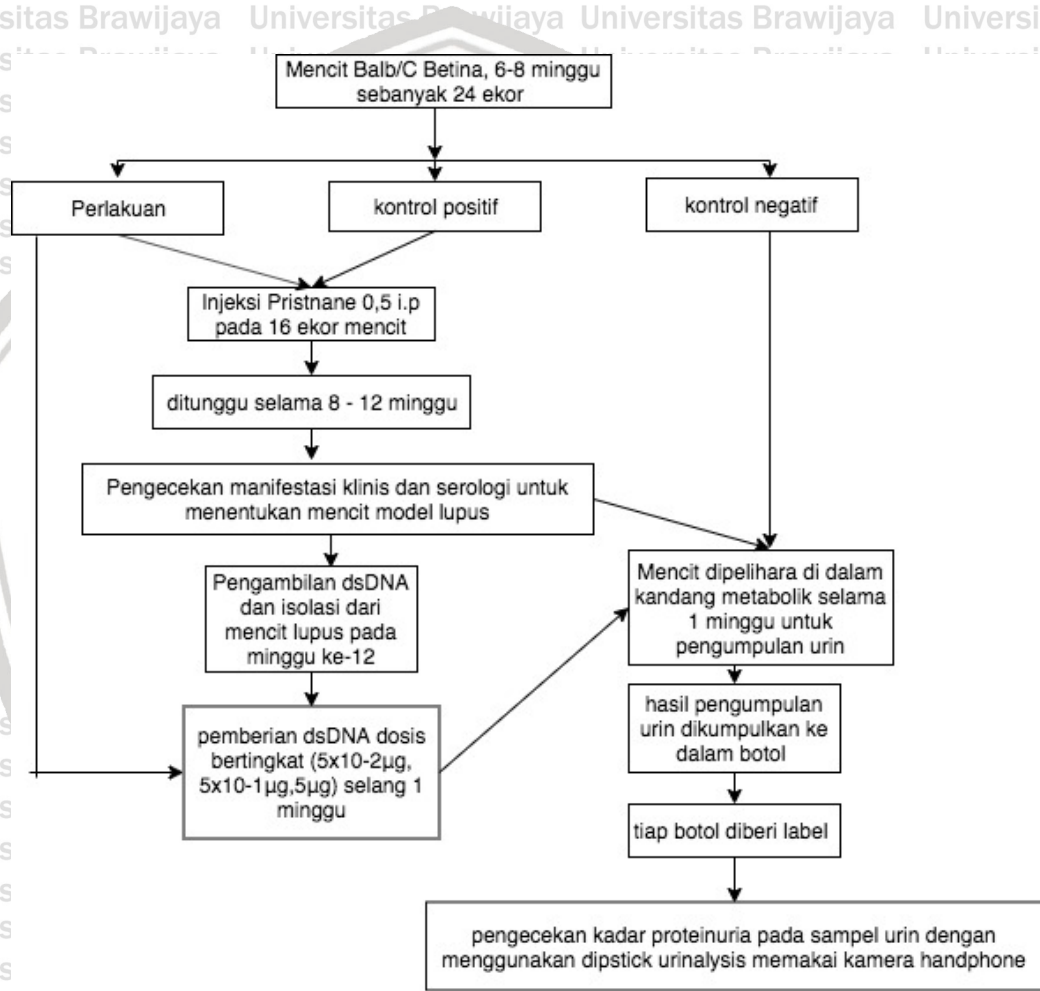 sitas Brawijaya Universitas Brawijaya Universitas Brawijaya Universi
Mencit Balb/C Betina, 6-8 minggu
sebanyak 24 ekor
Perlakuan
kontrol positif
kontrol negatif
Injeksi Pristnane 0,5 i.p
pada 16 ekor mencit
ditunggu selama 8 - 12 minggu
Pengecekan manifestasi klinis dan serologi untuk
menentukan mencit model lupus
Pengambilan dsDNA
dan isolasi dari
mencit lupus pada
minggu ke-12
pemberian dsDNA dosis
bertingkat (5x10-2µg,
5x10-1µg,5µg) selang 1
minggu
Mencit dipelihara di dalam
kandang metabolik selama
1 minggu untuk
pengumpulan urin
hasil pengumpulan
urin dikumpulkan ke
dalam botol
tiap botol diberi label
pengecekan kadar proteinuria pada sampel urin dengan
menggunakan dipstick urinalysis memakai kamera handphone